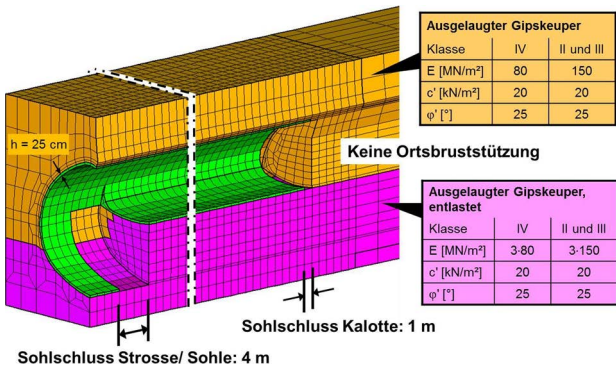 Ausgelaugter Gipskeuper
Klasse IV II und III
E [MN/m²] 80 150
c' [kN/m²] 20 20
φ' [°] 25 25
h = 25 cm
Keine Ortsbruststützung
Ausgelaugter Gipskeuper,
entlastet
Klasse IV II und III
E [MN/m²] 3·80 3·150
c' [kN/m²] 20 20
φ' [°] 25 25
Sohlschluss Kalotte: 1 m
Sohlschluss Strosse/ Sohle: 4 m